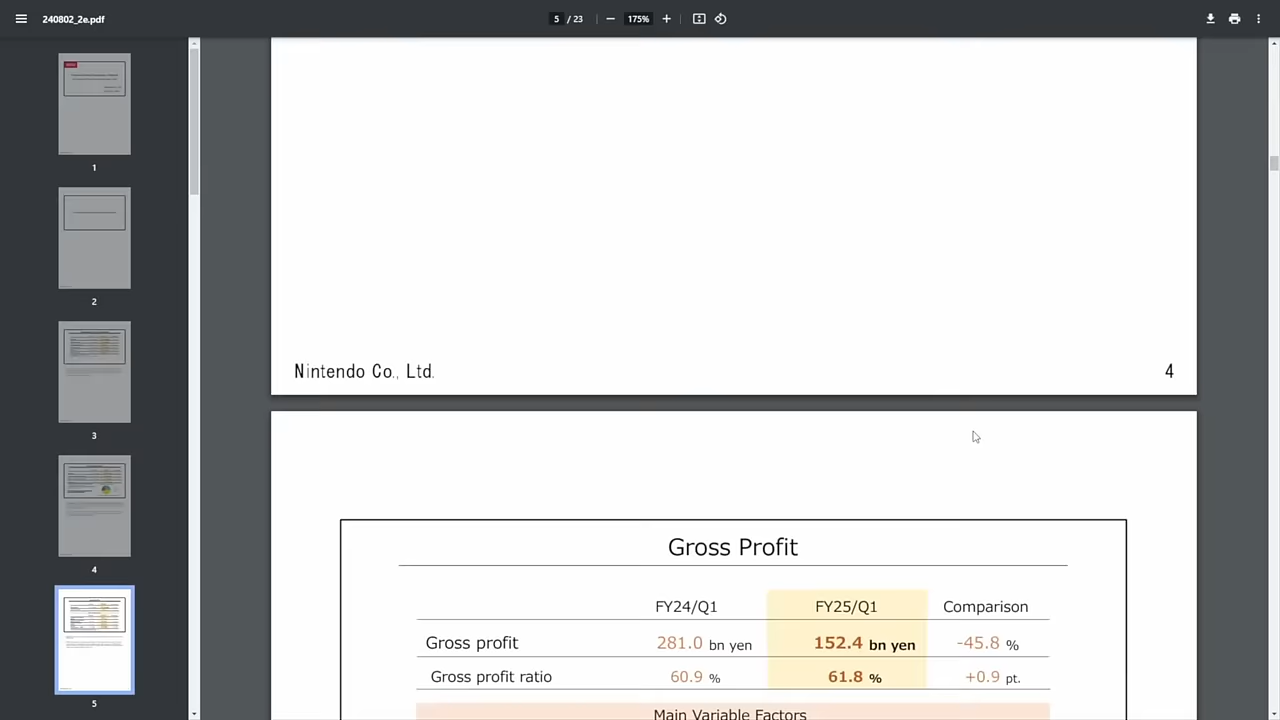 240802_2e.pdf
5 / 23
175%
1
2
3
4
5
Nintendo Co., Ltd.
4
Gross Profit
FY24/Q1 FY25/Q1 Comparison
Gross profit 281.0 bn yen 152.4 bn yen -45.8 %
Gross profit ratio 60.9 % 61.8 % +0.9 pt.
Main Variable Factors